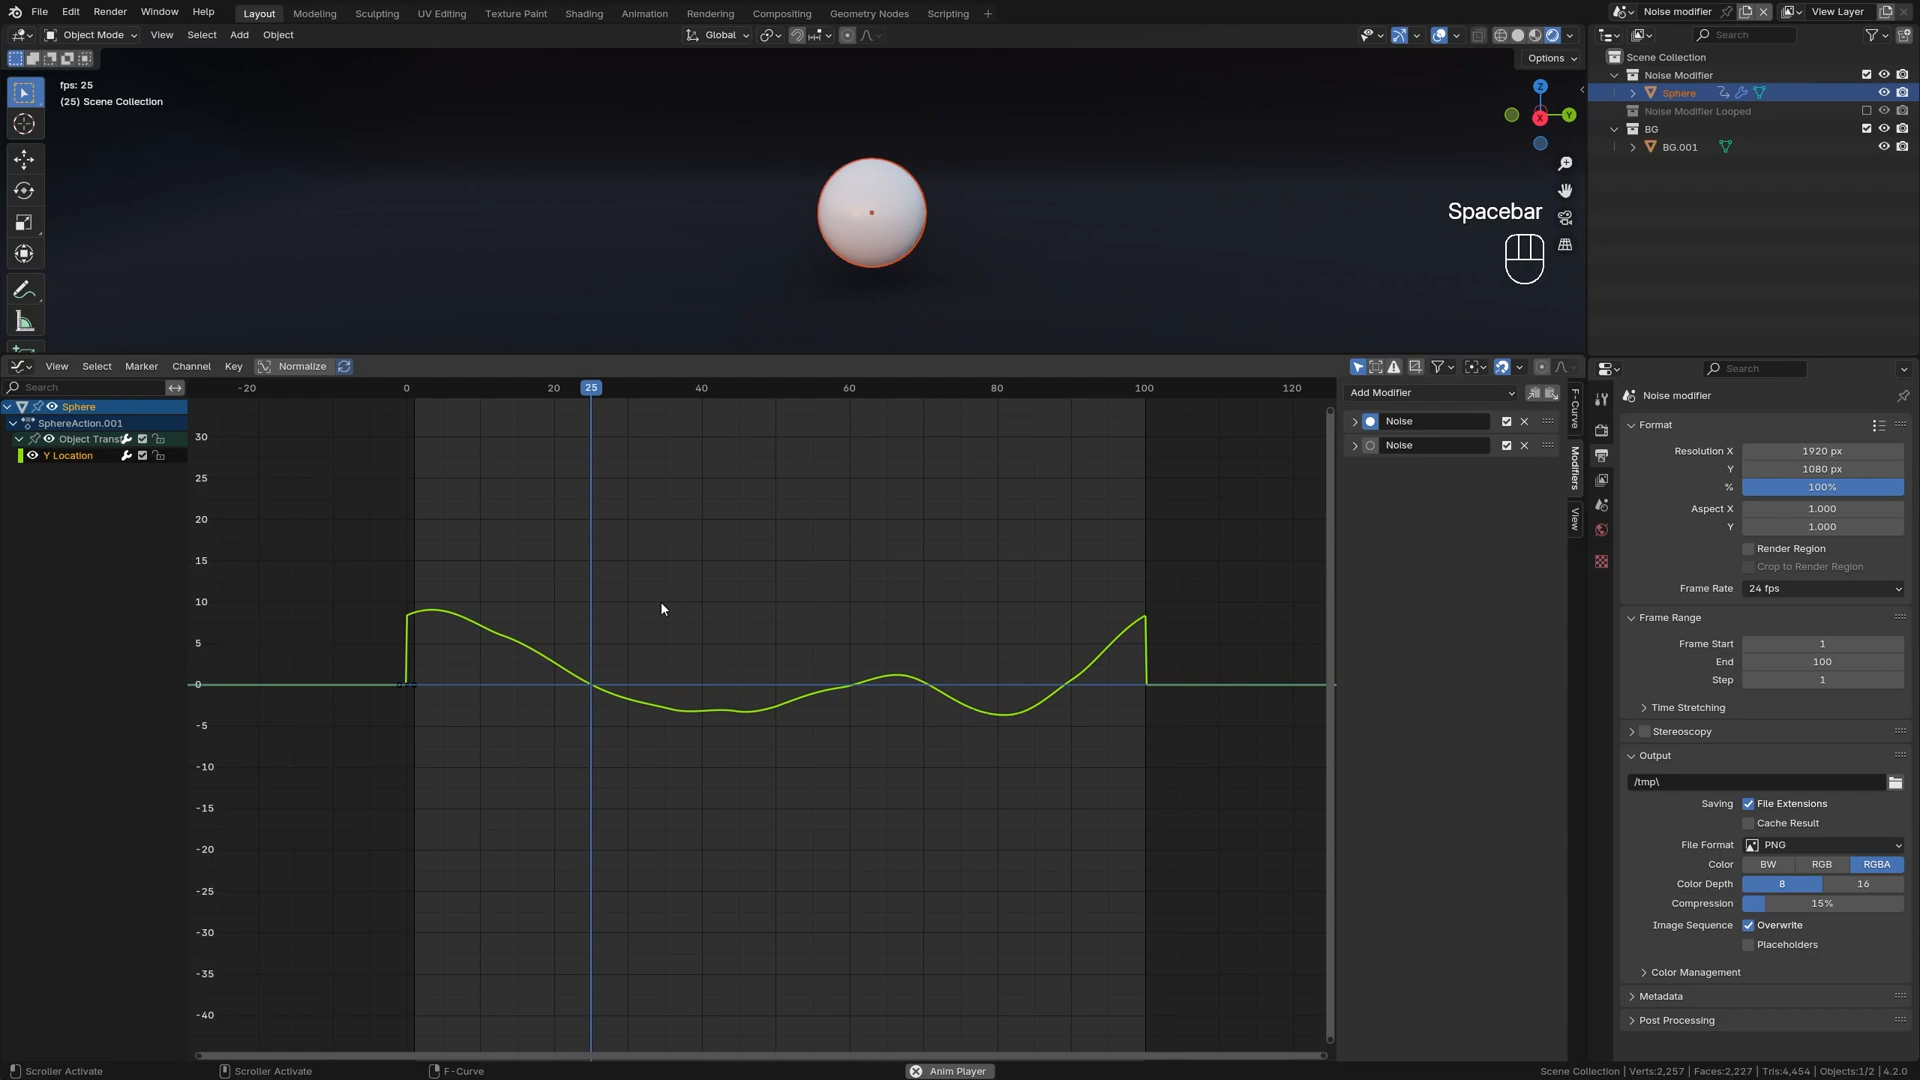 File Edit Render Window Help Layout Modeling Sculpting UV Editing Texture Paint Shading Animation Rendering Compositing Geometry Nodes Scripting + Noise modifier View Layer
Object Mode View Select Add Object Global Search
Options
fps: 25
(25) Scene Collection
Z
Y
X
Spacebar
Scene Collection
Noise Modifier
Sphere
Noise Modifier Looped
BG
BG.001
View Select Marker Channel Key Normalize
Search
-20 0 20 25 40 60 80 100 120
Sphere
SphereAction.001
Object Transf
Y Location
30
25
20
15
10
5
0
-5
-10
-15
-20
-25
-30
-35
-40
Add Modifier
Noise
Noise
F-Curve
Modifiers
View
Search
Noise modifier
Format
Resolution X 1920 px
Y 1080 px
% 100%
Aspect X 1.000
Y 1.000
Render Region
Crop to Render Region
Frame Rate 24 fps
Frame Range
Frame Start 1
End 100
Step 1
Time Stretching
Stereoscopy
Output
/tmp\
Saving File Extensions
Cache Result
File Format PNG
Color BW RGB RGBA
Color Depth 8 16
Compression 15%
Image Sequence Overwrite
Placeholders
Color Management
Metadata
Post Processing
Scroller Activate Scroller Activate F-Curve Anim Player Scene Collection | Verts:2,257 | Faces:2,227 | Tris:4,454 | Objects:1/2 | 4.2.0